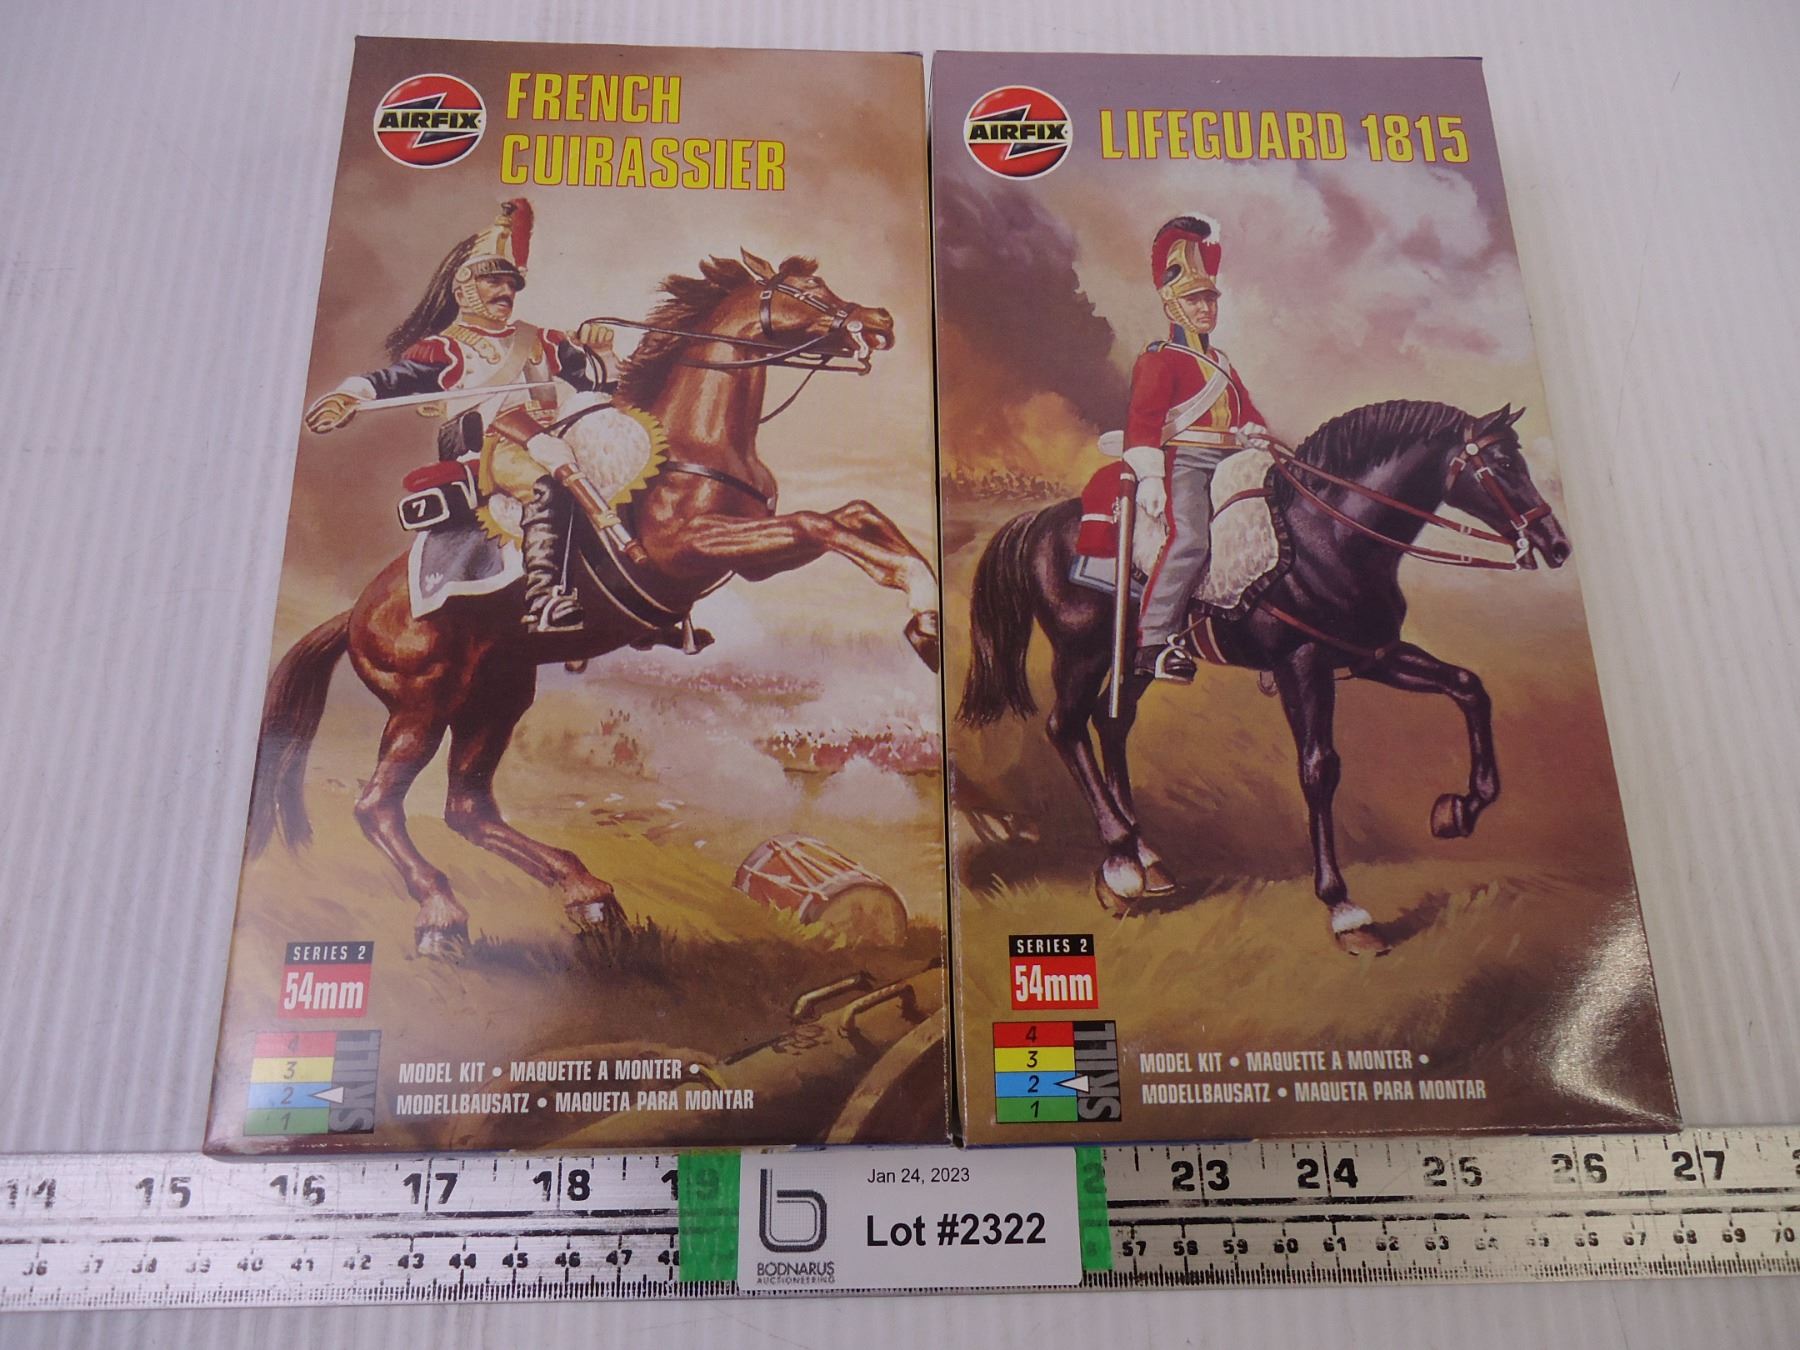 AIRFIX
FRENCH
CUIRASSIER
7
SERIES 2
54mm
4
3
2
1
SKILL
MODEL KIT • MAQUETTE A MONTER •
MODELLBAUSATZ • MAQUETA PARA MONTAR
AIRFIX
LIFEGUARD 1815
SERIES 2
54mm
4
3
2
1
SKILL
MODEL KIT • MAQUETTE A MONTER •
MODELLBAUSATZ • MAQUETA PARA MONTAR
14 15 16 17 18 19
36 37 38 39 40 41 42 43 44 45 46 47 48
b
BODNARUS
AUCTIONEERING
Jan 24, 2023
Lot #2322
23 24 25 26 27
57 58 59 60 61 62 63 64 65 66 67 68 69 70